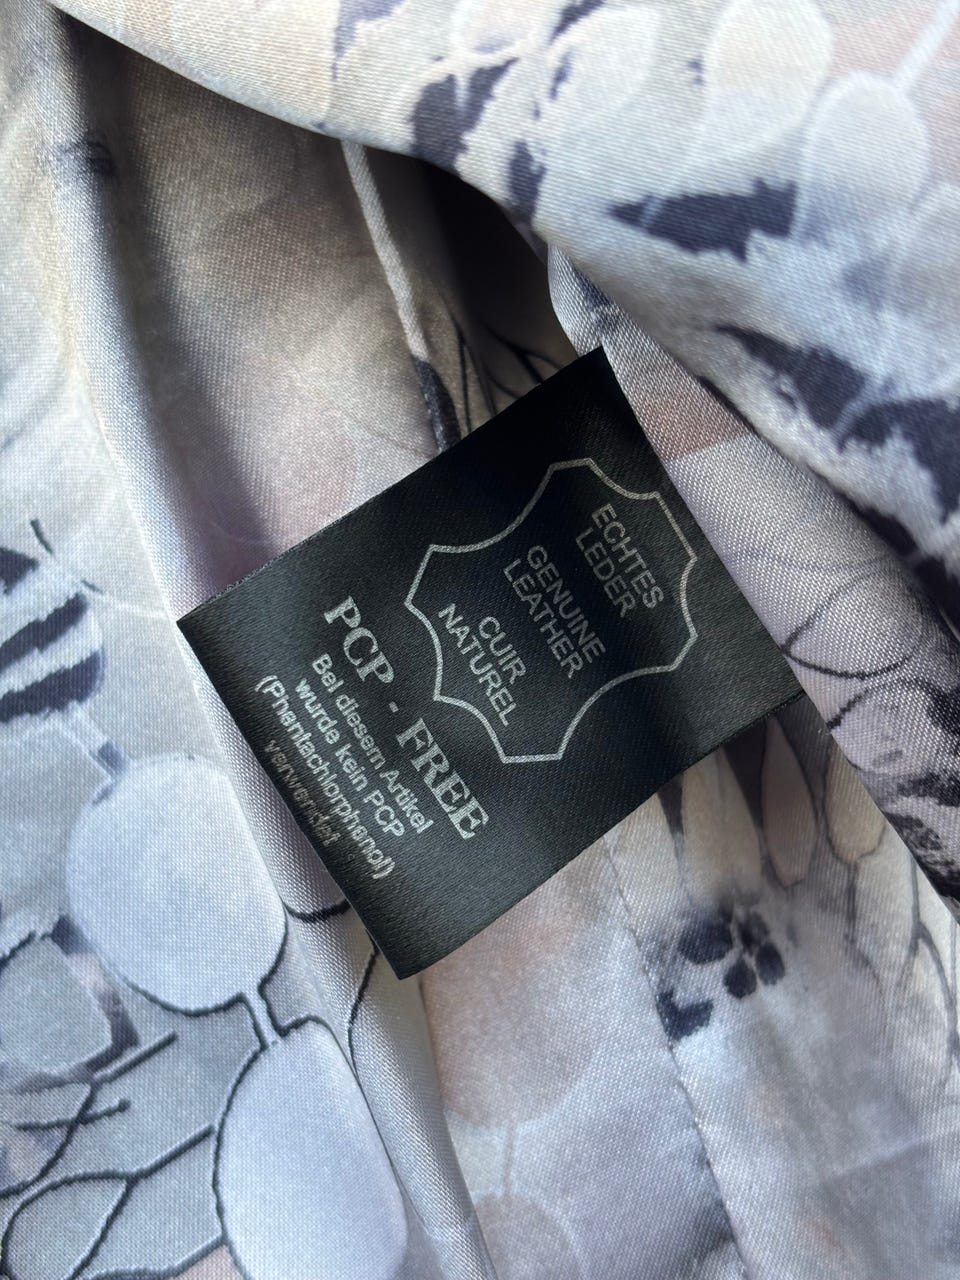 ECHTES
LEDER
GENUINE
LEATHER
CUIR
NATUREL
PCP - FREE
Bei diesem Artikel
wurde kein PCP
(Phentachlorphenol)
verwendet